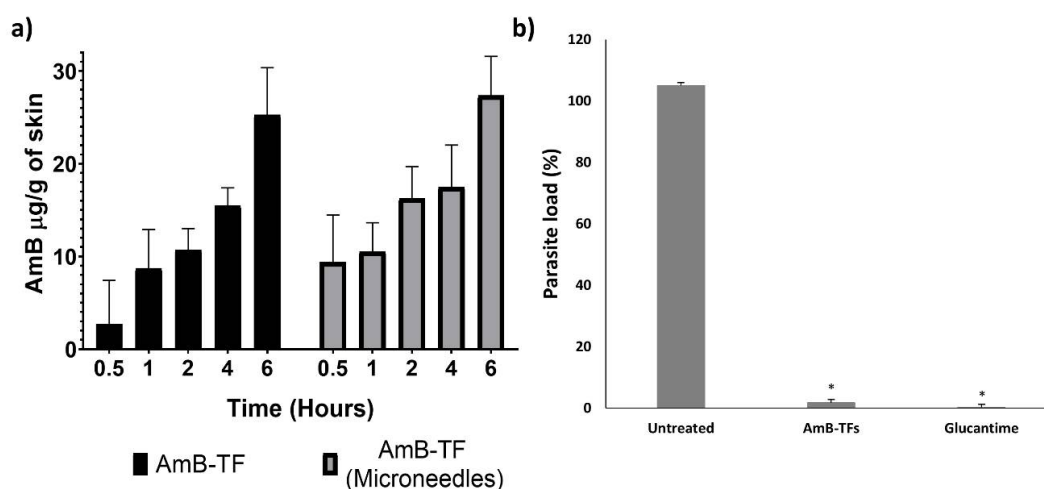 a)
AmB µg/g of skin
30
20
10
0
0.5 1 2 4 6 0.5 1 2 4 6
Time (Hours)
AmB-TF
AmB-TF
(Microneedles)
b)
Parasite load (%)
120
100
80
60
40
20
0
*
*
Untreated AmB-TFs Glucantime